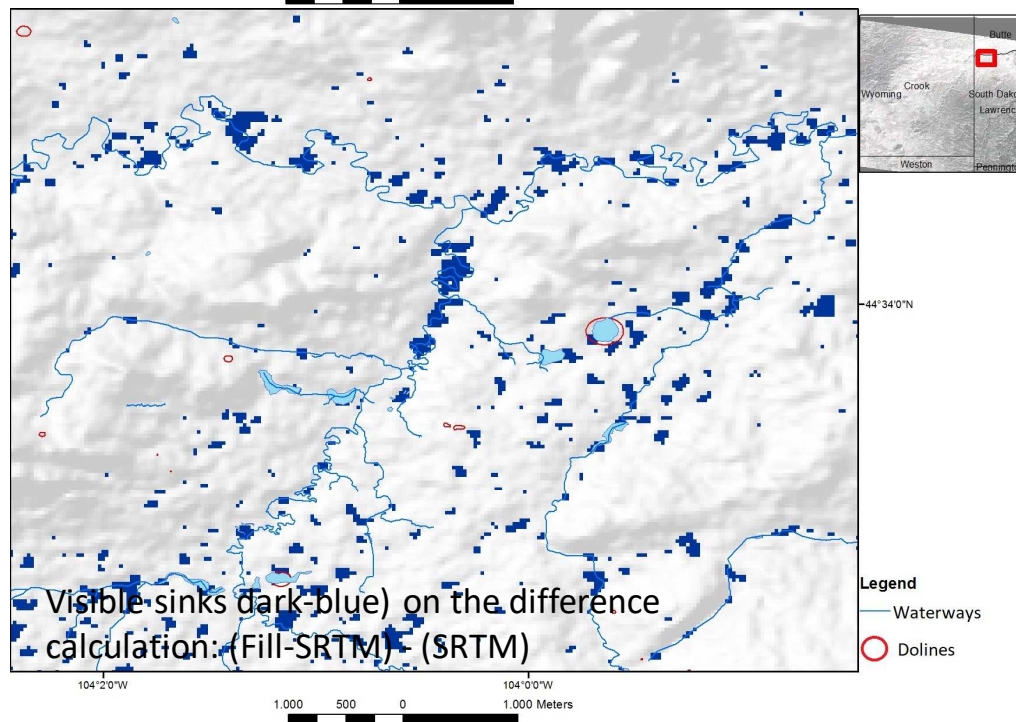 Butte
Crook
Wyoming
South Dako
Lawrenc
Weston
Pennington
44°34'0"N
Legend
Waterways
Dolines
Visible sinks dark-blue) on the difference
calculation: (Fill-SRTM) - (SRTM)
104°2'0"W
104°0'0"W
1.000 500 0 1.000 Meters